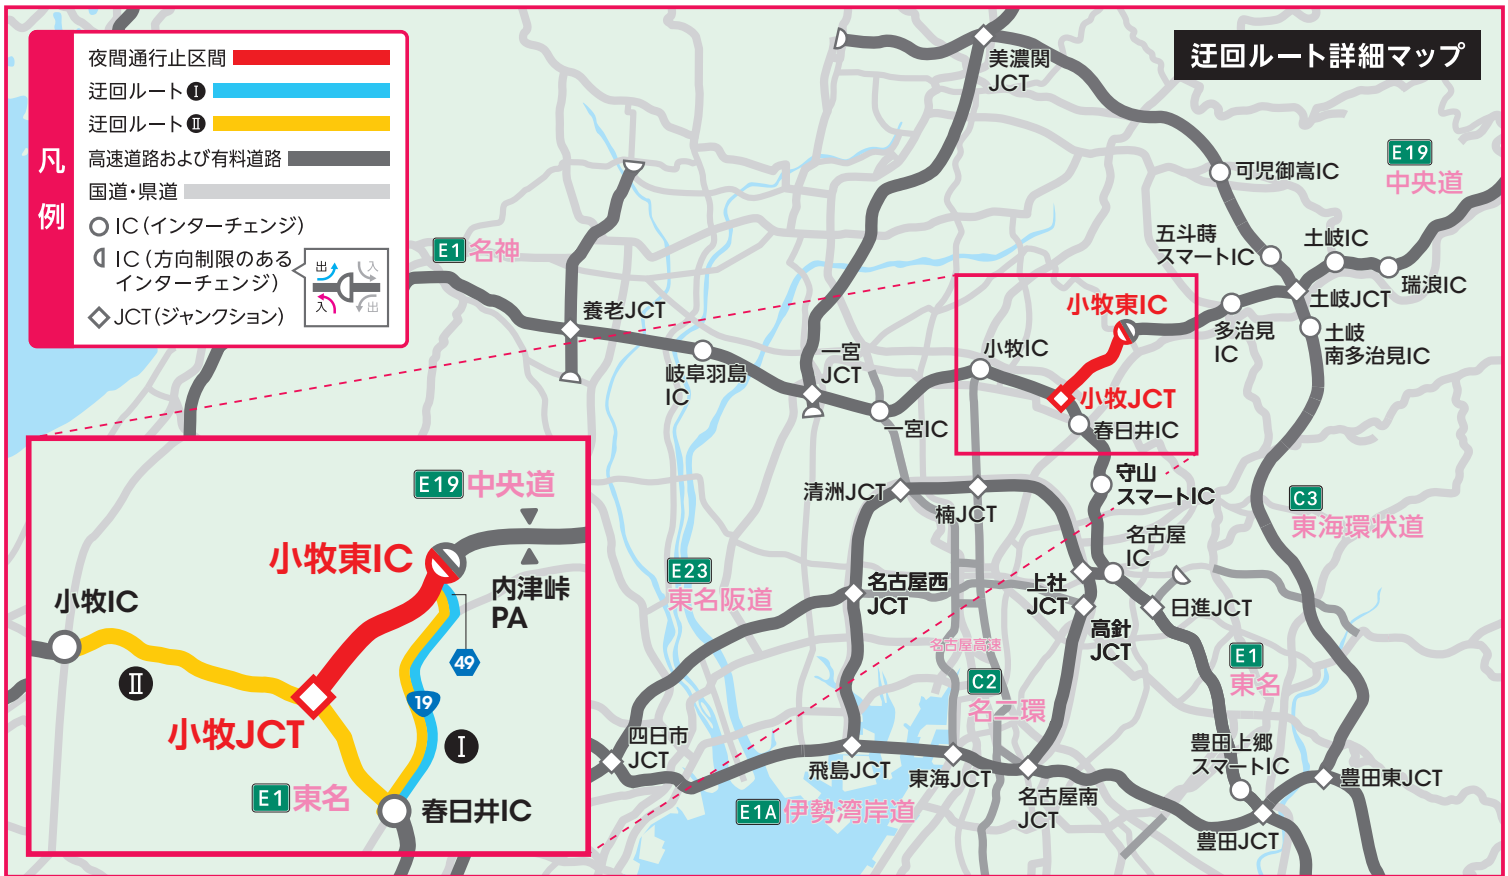 凡例
夜間通行止区間
迂回ルートⅠ
迂回ルートⅡ
高速道路および有料道路
国道・県道
IC（インターチェンジ）
IC（方向制限のある
インターチェンジ）
出
入
入
出
JCT（ジャンクション）
迂回ルート詳細マップ
美濃関
JCT
E19
中央道
可児御嵩IC
五斗蒔
スマートIC
土岐IC
瑞浪IC
土岐JCT
土岐
南多治見IC
多治見
IC
E1 名神
養老JCT
岐阜羽島
IC
一宮
JCT
一宮IC
小牧IC
小牧東IC
小牧JCT
春日井IC
守山
スマートIC
清洲JCT
楠JCT
名古屋
IC
C3
東海環状道
E23
東名阪道
名古屋西
JCT
上社
JCT
日進JCT
高針
JCT
名古屋高速
E1
東名
C2
名二環
四日市
JCT
飛島JCT
東海JCT
E1A 伊勢湾岸道
名古屋南
JCT
豊田上郷
スマートIC
豊田東JCT
豊田JCT
E19 中央道
小牧東IC
内津峠
PA
小牧IC
49
Ⅱ
19
小牧JCT
Ⅰ
E1 東名
春日井IC